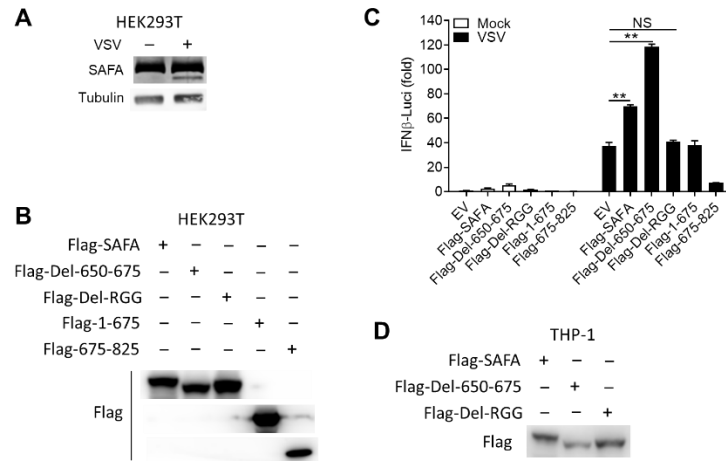 A
HEK293T
VSV – +
SAFA
Tubulin
B
HEK293T
Flag-SAFA + – – – –
Flag-Del-650-675 – + – – –
Flag-Del-RGG – – + – –
Flag-1-675 – – – + –
Flag-675-825 – – – – +
Flag
C
Mock
VSV
NS
**
**
IFNβ-Luci (fold)
140
120
100
80
60
40
20
0
EV
Flag-SAFA
Flag-Del-650-675
Flag-Del-RGG
Flag-1-675
Flag-675-825
EV
Flag-SAFA
Flag-Del-650-675
Flag-Del-RGG
Flag-1-675
Flag-675-825
D
THP-1
Flag-SAFA + – –
Flag-Del-650-675 – + –
Flag-Del-RGG – – +
Flag